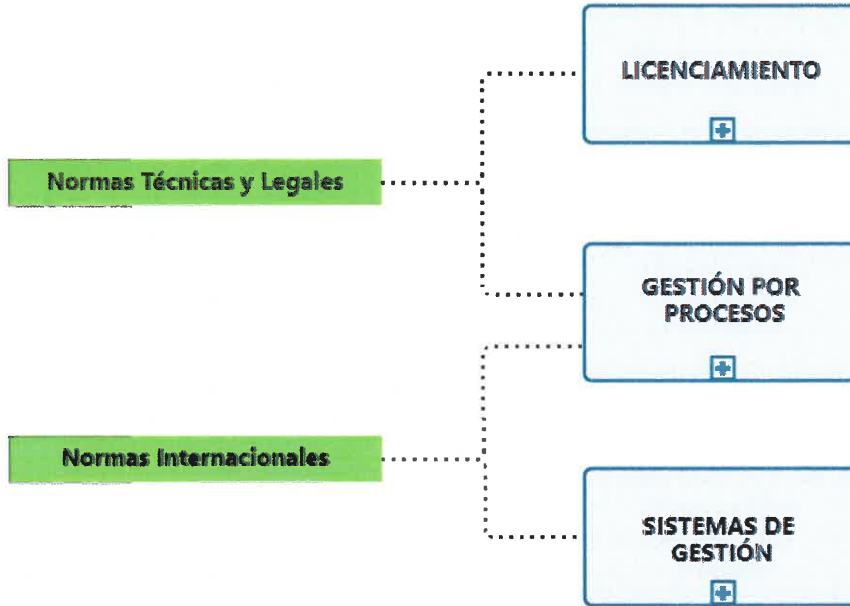 LICENCIAMIENTO
Normas Técnicas y Legales
GESTIÓN POR
PROCESOS
Normas Internacionales
SISTEMAS DE
GESTIÓN